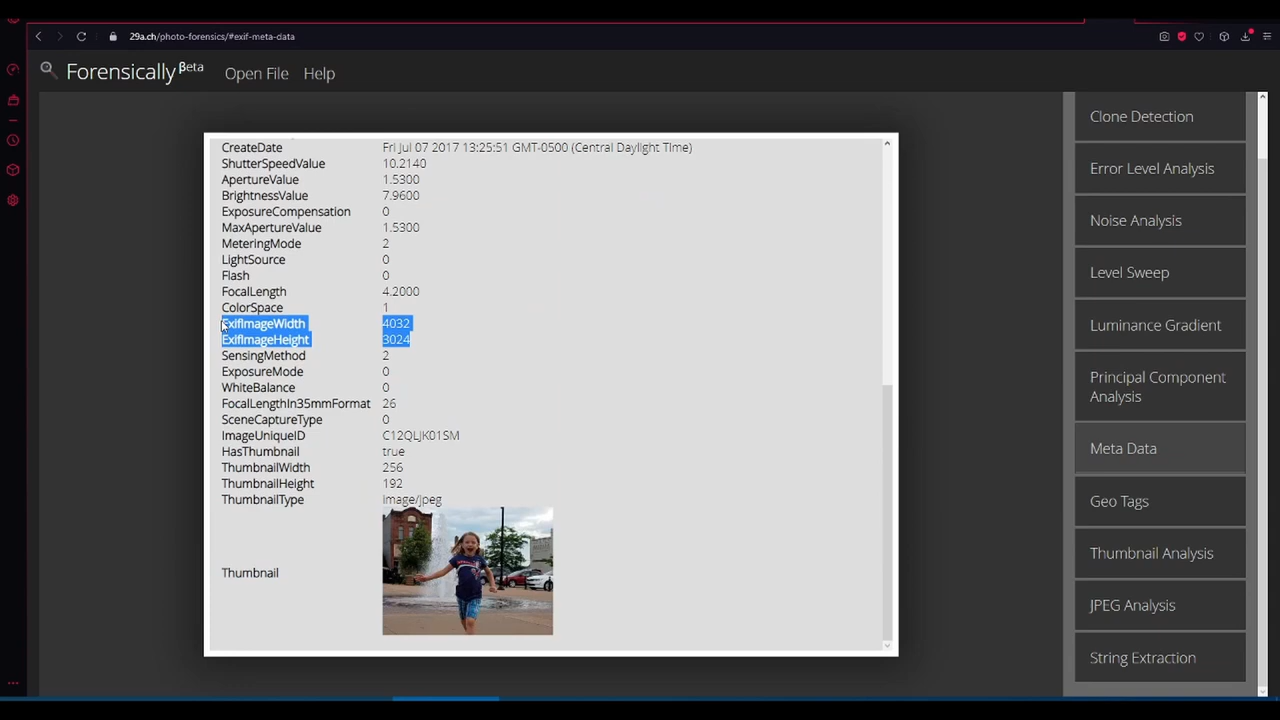 29a.ch/photo-forensics/#exif-meta-data
Forensically βeta Open File Help
CreateDate Fri Jul 07 2017 13:25:51 GMT-0500 (Central Daylight Time)
ShutterSpeedValue 10.2140
ApertureValue 1.5300
BrightnessValue 7.9600
ExposureCompensation 0
MaxApertureValue 1.5300
MeteringMode 2
LightSource 0
Flash 0
FocalLength 4.2000
ColorSpace 1
ExifImageWidth 4032
ExifImageHeight 3024
SensingMethod 2
ExposureMode 0
WhiteBalance 0
FocalLengthIn35mmFormat 26
SceneCaptureType 0
ImageUniqueID C12QLJK01SM
HasThumbnail true
ThumbnailWidth 256
ThumbnailHeight 192
ThumbnailType image/jpeg
Thumbnail
Clone Detection
Error Level Analysis
Noise Analysis
Level Sweep
Luminance Gradient
Principal Component
Analysis
Meta Data
Geo Tags
Thumbnail Analysis
JPEG Analysis
String Extraction